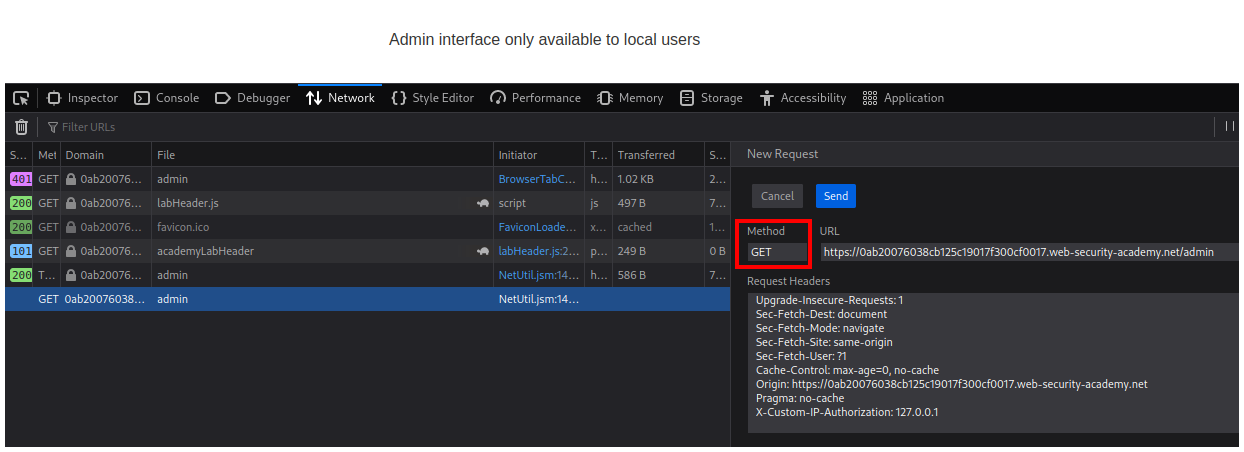 Admin interface only available to local users
Inspector Console Debugger Network Style Editor Performance Memory Storage Accessibility Application
Filter URLs
S... Met Domain File Initiator T... Transferred S...
401 GET 0ab20076... admin BrowserTabC... h... 1.02 KB 2...
200 GET 0ab20076... labHeader.js script js 497 B 7...
200 GET 0ab20076... favicon.ico FaviconLoade... x... cached 1...
101 GET 0ab20076... academyLabHeader labHeader.js:2... p... 249 B 0 B
200 T... 0ab20076... admin NetUtil.jsm:14... h... 586 B 7...
GET 0ab20076038... admin NetUtil.jsm:14...
New Request
Cancel Send
Method URL
GET https://0ab20076038cb125c19017f300cf0017.web-security-academy.net/admin
Request Headers
Upgrade-Insecure-Requests: 1
Sec-Fetch-Dest: document
Sec-Fetch-Mode: navigate
Sec-Fetch-Site: same-origin
Sec-Fetch-User: ?1
Cache-Control: max-age=0, no-cache
Origin: https://0ab20076038cb125c19017f300cf0017.web-security-academy.net
Pragma: no-cache
X-Custom-IP-Authorization: 127.0.0.1